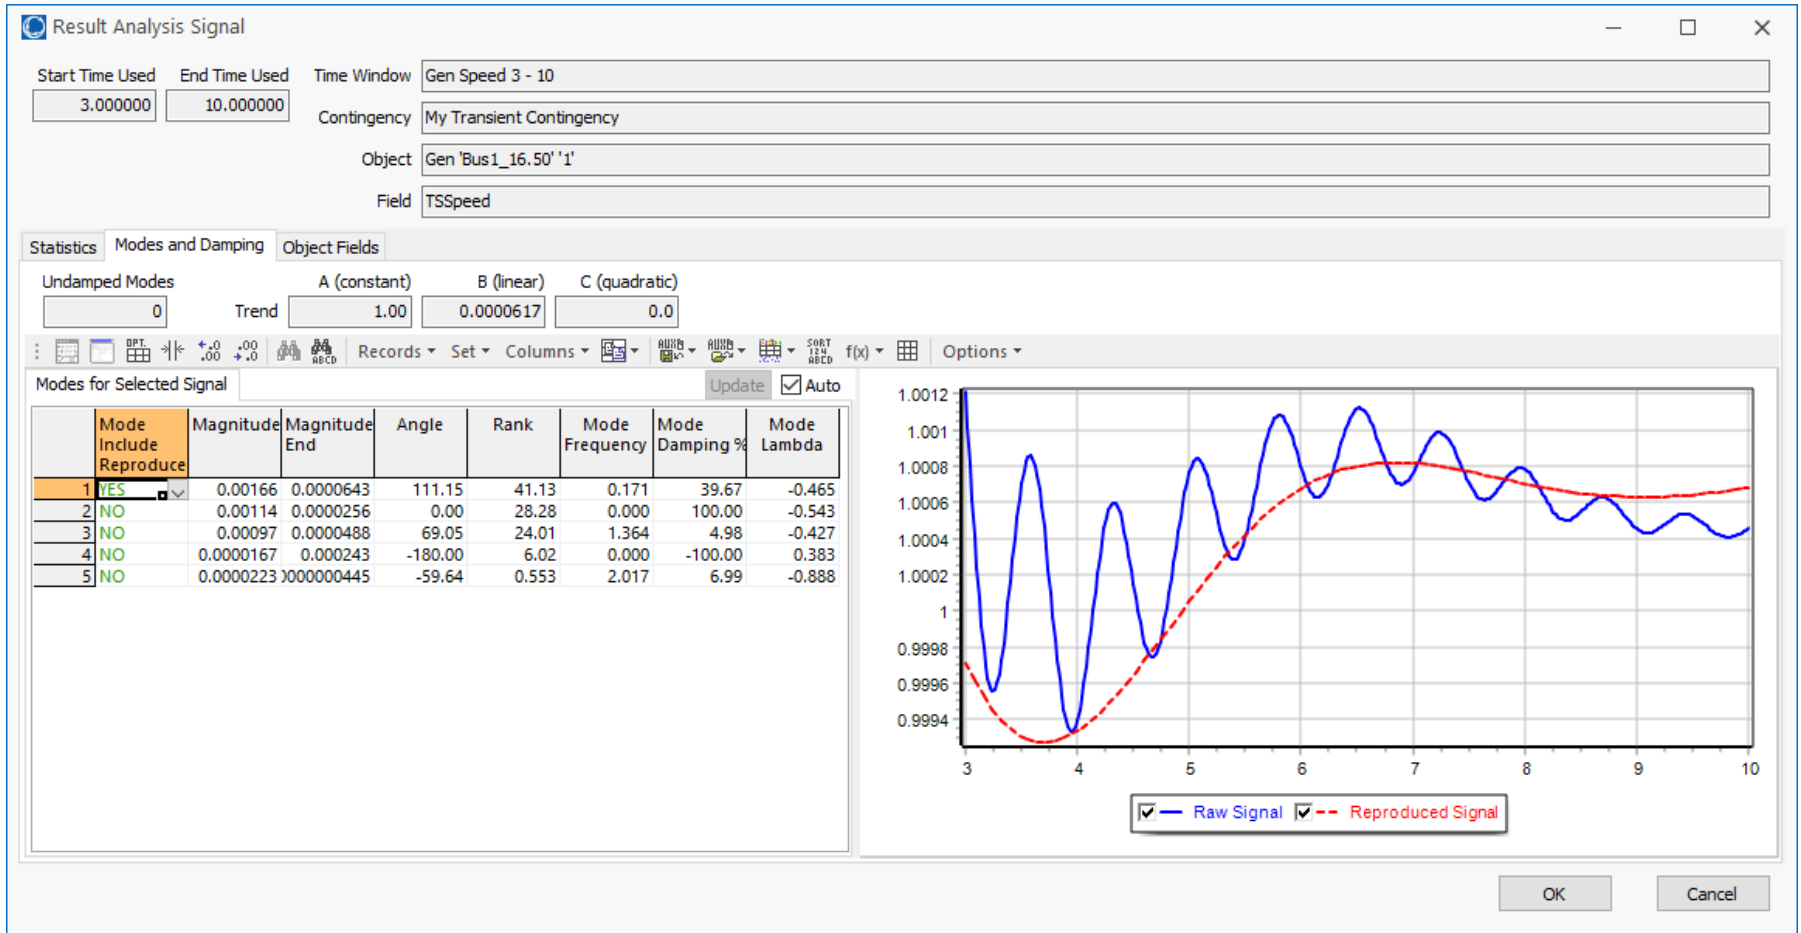 Result Analysis Signal
Start Time Used End Time Used Time Window Gen Speed 3 - 10
3.000000 10.000000
Contingency My Transient Contingency
Object Gen 'Bus1_16.50' '1'
Field TSSpeed
Statistics Modes and Damping Object Fields
Undamped Modes A (constant) B (linear) C (quadratic)
0 Trend 1.00 0.0000617 0.0
Records Set Columns f(x) Options
Modes for Selected Signal Update Auto
Mode Include Reproduce Magnitude Magnitude End Angle Rank Mode Frequency Mode Damping % Mode Lambda
1 YES 0.00166 0.0000643 111.15 41.13 0.171 39.67 -0.465
2 NO 0.00114 0.0000256 0.00 28.28 0.000 100.00 -0.543
3 NO 0.00097 0.0000488 69.05 24.01 1.364 4.98 -0.427
4 NO 0.0000167 0.000243 -180.00 6.02 0.000 -100.00 0.383
5 NO 0.0000223 0000000445 -59.64 0.553 2.017 6.99 -0.888
1.0012
1.001
1.0008
1.0006
1.0004
1.0002
1
0.9998
0.9996
0.9994
3 4 5 6 7 8 9 10
Raw Signal Reproduced Signal
OK Cancel